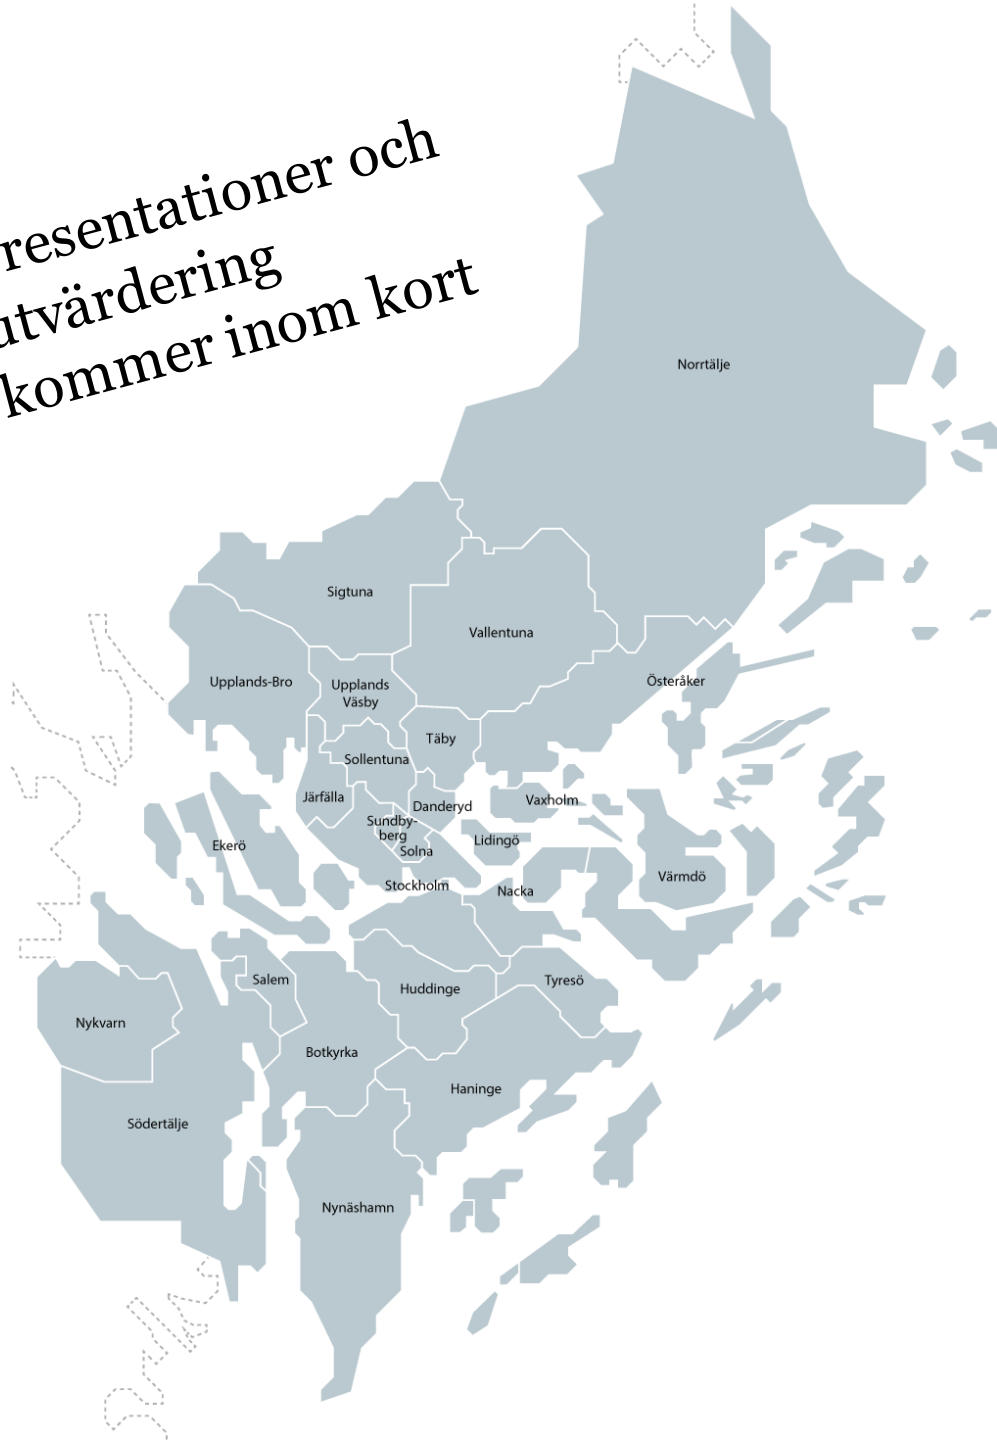 resentationer och
utvärdering
kommer inom kort
Norrtälje
Sigtuna
Vallentuna
Upplands-Bro
Upplands
Väsby
Österåker
Täby
Sollentuna
Järfälla
Danderyd
Vaxholm
Sundby-
berg
Solna
Lidingö
Ekerö
Stockholm
Nacka
Värmdö
Salem
Huddinge
Tyresö
Nykvarn
Botkyrka
Haninge
Södertälje
Nynäshamn